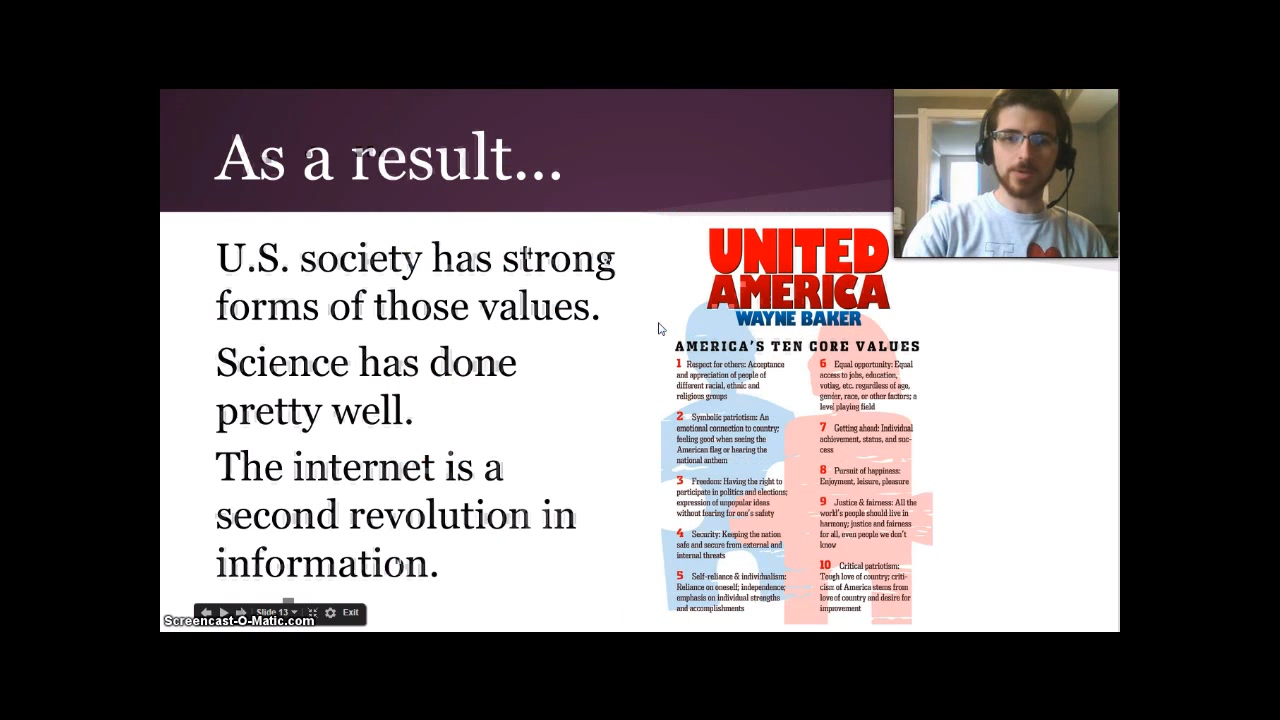 As a result...
U.S. society has strong
forms of those values.
Science has done
pretty well.
The internet is a
second revolution in
information.
UNITED
AMERICA
WAYNE BAKER
AMERICA'S TEN CORE VALUES
1 Respect for others: Acceptance
and appreciation of people of
different racial, ethnic and
religious groups
2 Symbolic patriotism: An
emotional connection to country;
feeling good when seeing the
American flag or hearing the
national anthem
3 Freedom: Having the right to
participate in politics and elections;
expression of unpopular ideas
without fearing for one's safety
4 Security: Keeping the nation
safe and secure from external and
internal threats
5 Self-reliance & individualism:
Reliance on oneself; independence;
emphasis on individual strengths
and accomplishments
6 Equal opportunity: Equal
access to jobs, education,
voting, etc. regardless of age,
gender, race, or other factors; a
level playing field
7 Getting ahead: Individual
achievement, status, and suc-
cess
8 Pursuit of happiness:
Enjoyment, leisure, pleasure
9 Justice & fairness: All the
world's people should live in
harmony; justice and fairness
for all, even people we don't
know
10 Critical patriotism:
Tough love of country; criti-
cism of America stems from
love of country and desire for
improvement
Slide 13 Exit
Screencast-O-Matic.com